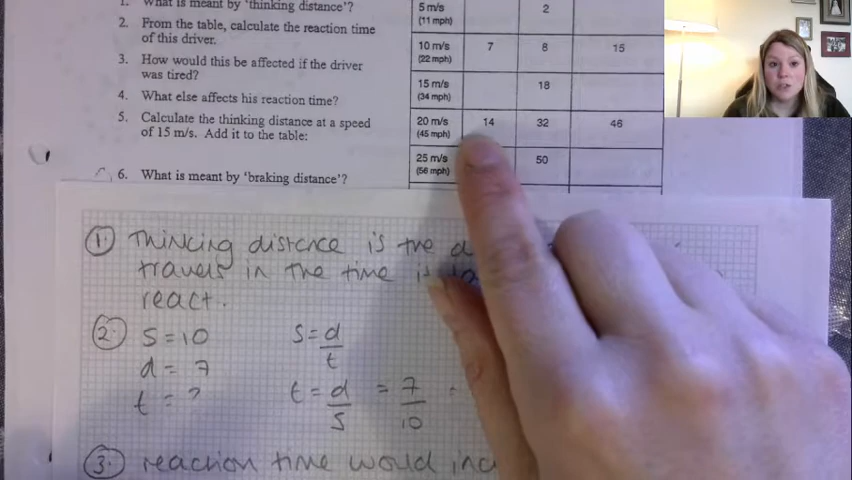 1. What is meant by 'thinking distance'?
2. From the table, calculate the reaction time
of this driver.
3. How would this be affected if the driver
was tired?
4. What else affects his reaction time?
5. Calculate the thinking distance at a speed
of 15 m/s. Add it to the table:
6. What is meant by 'braking distance'?
5 m/s
(11 mph) 2
10 m/s
(22 mph) 7 8 15
15 m/s
(34 mph) 18
20 m/s
(45 mph) 14 32 46
25 m/s
(56 mph) 50
1. Thinking distance is the
travels in the time
react.
2. s = 10 s = d/t
d = 7
t = ? t = d/s = 7/10 =
3. reaction time would